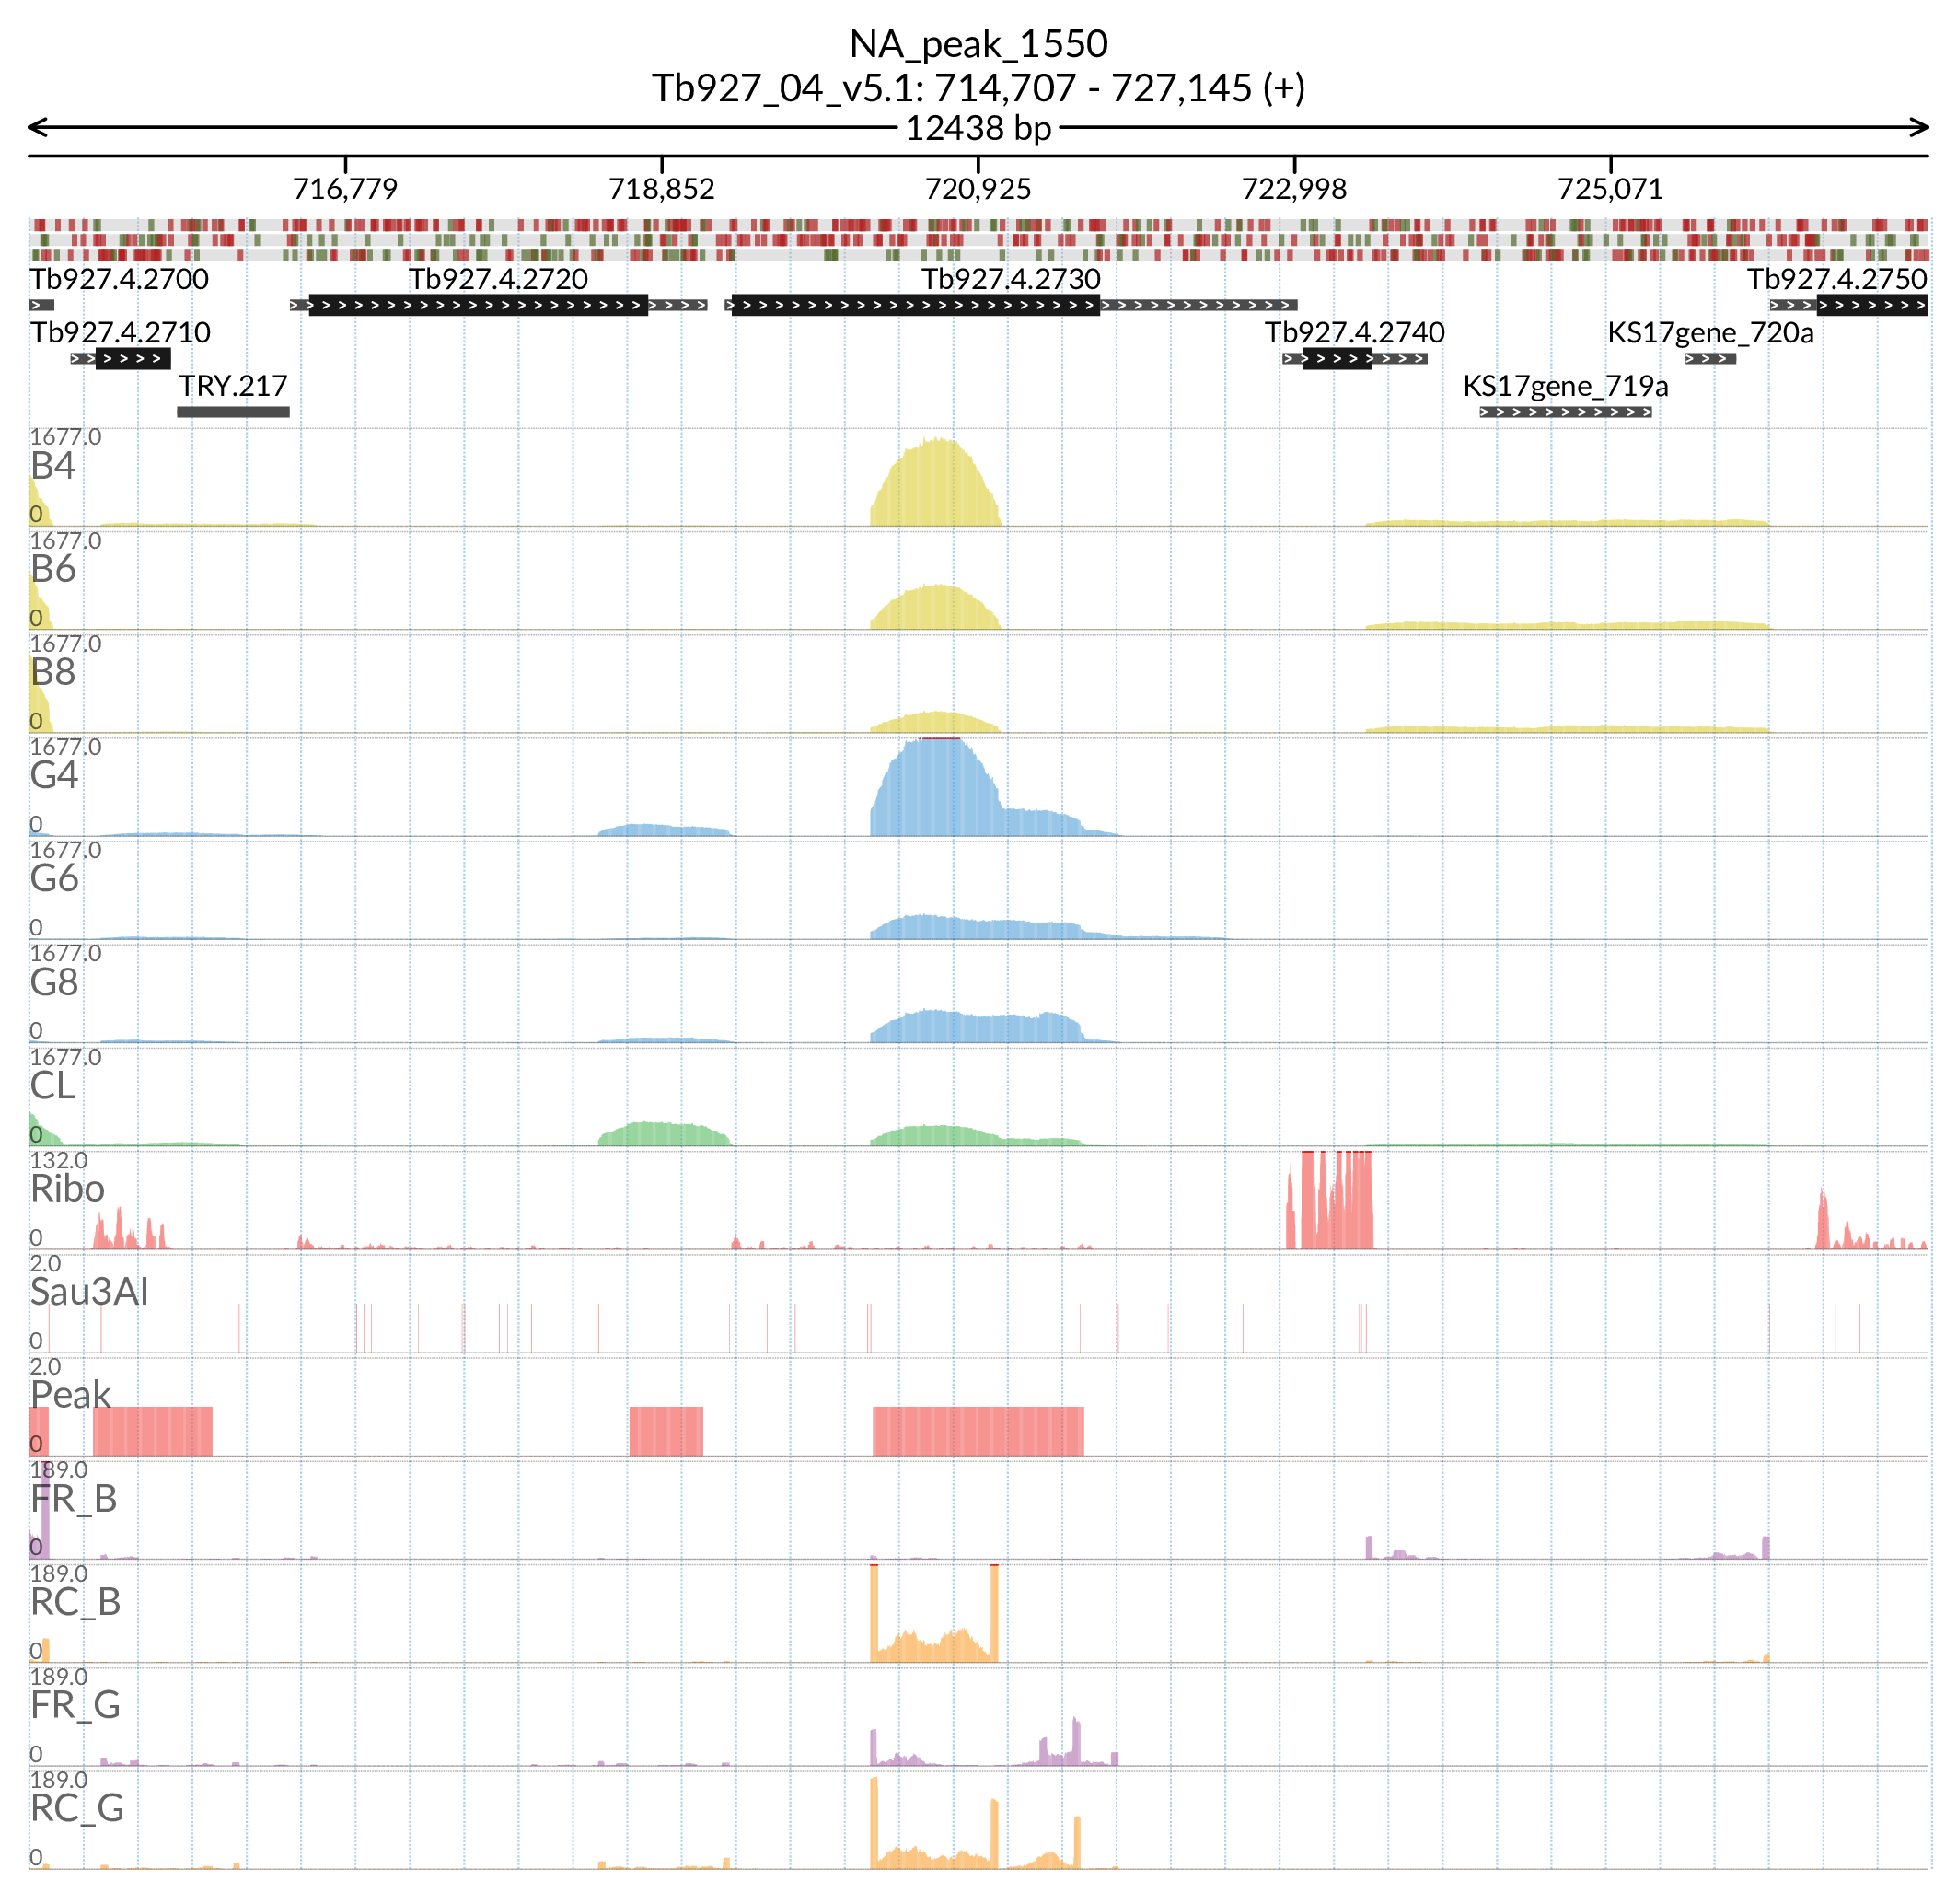 NA_peak_1550
Tb927_04_v5.1: 714,707 - 727,145 (+)
12438 bp
716,779 718,852 720,925 722,998 725,071
Tb927.4.2700 Tb927.4.2720 Tb927.4.2730 Tb927.4.2750
Tb927.4.2710 Tb927.4.2740 KS17gene_720a
TRY.217 KS17gene_719a
1677.0
B4
0
1677.0
B6
0
1677.0
B8
0
1677.0
G4
0
1677.0
G6
0
1677.0
G8
0
1677.0
CL
0
132.0
Ribo
0
2.0
Sau3AI
0
2.0
Peak
0
189.0
FR_B
0
189.0
RC_B
0
189.0
FR_G
0
189.0
RC_G
0